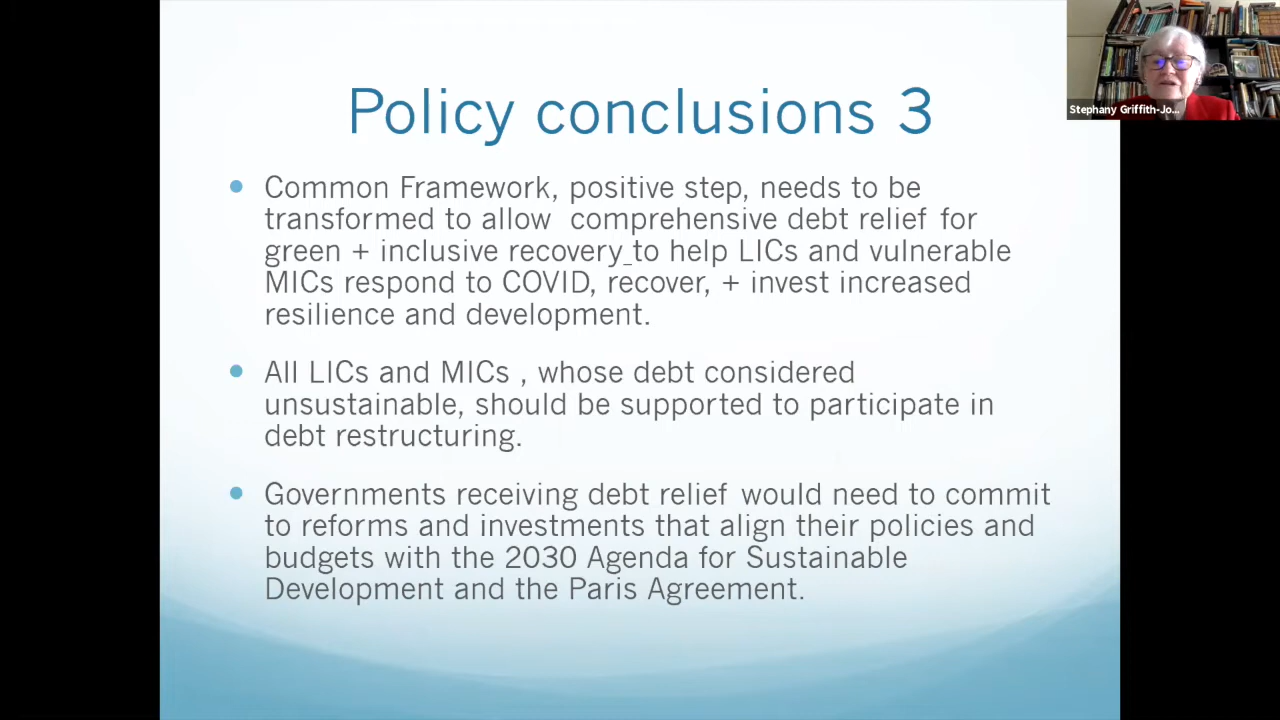 Policy conclusions 3
Stephany Griffith-Jo...
• Common Framework, positive step, needs to be
transformed to allow  comprehensive debt relief for
green + inclusive recovery_to help LICs and vulnerable
MICs respond to COVID, recover, + invest increased
resilience and development.
• All LICs and MICs , whose debt considered
unsustainable, should be supported to participate in
debt restructuring.
• Governments receiving debt relief would need to commit
to reforms and investments that align their policies and
budgets with the 2030 Agenda for Sustainable
Development and the Paris Agreement.